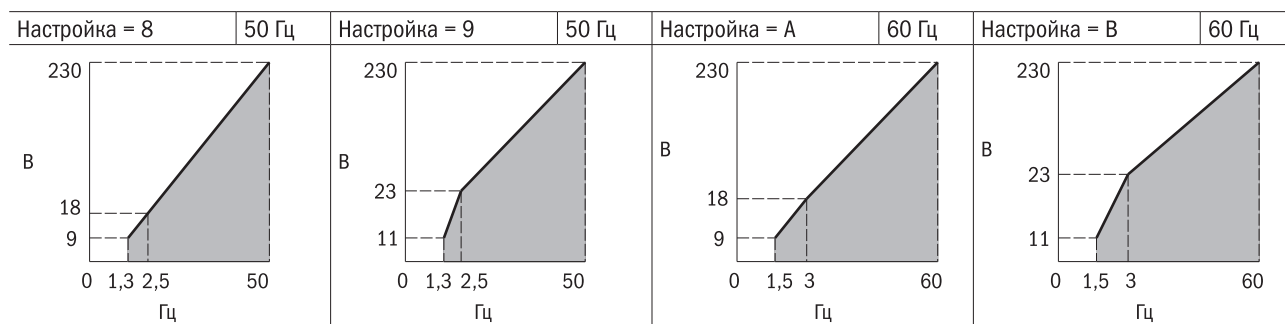 Настройка = 8 50 Гц
230
В
18
9
0 1,3 2,5 50
Гц
Настройка = 9 50 Гц
230
В
23
11
0 1,3 2,5 50
Гц
Настройка = А 60 Гц
230
В
18
9
0 1,5 3 60
Гц
Настройка = В 60 Гц
230
В
23
11
0 1,5 3 60
Гц